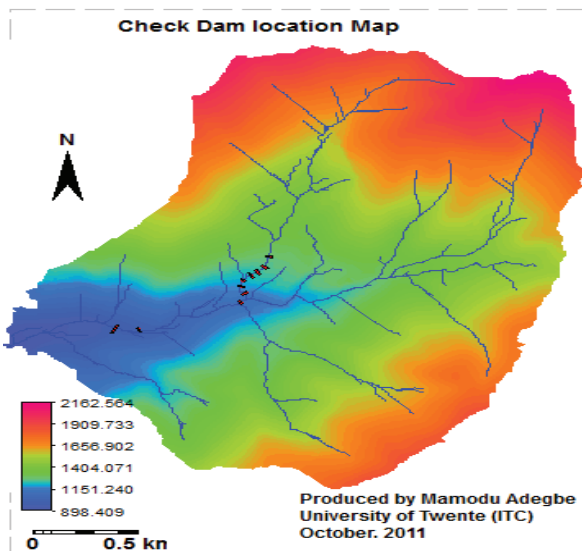 Check Dam location Map
N
2162.564
1909.733
1656.902
1404.071
1151.240
898.409
0 0.5 kn
Produced by Mamodu Adegbe
University of Twente (ITC)
October. 2011